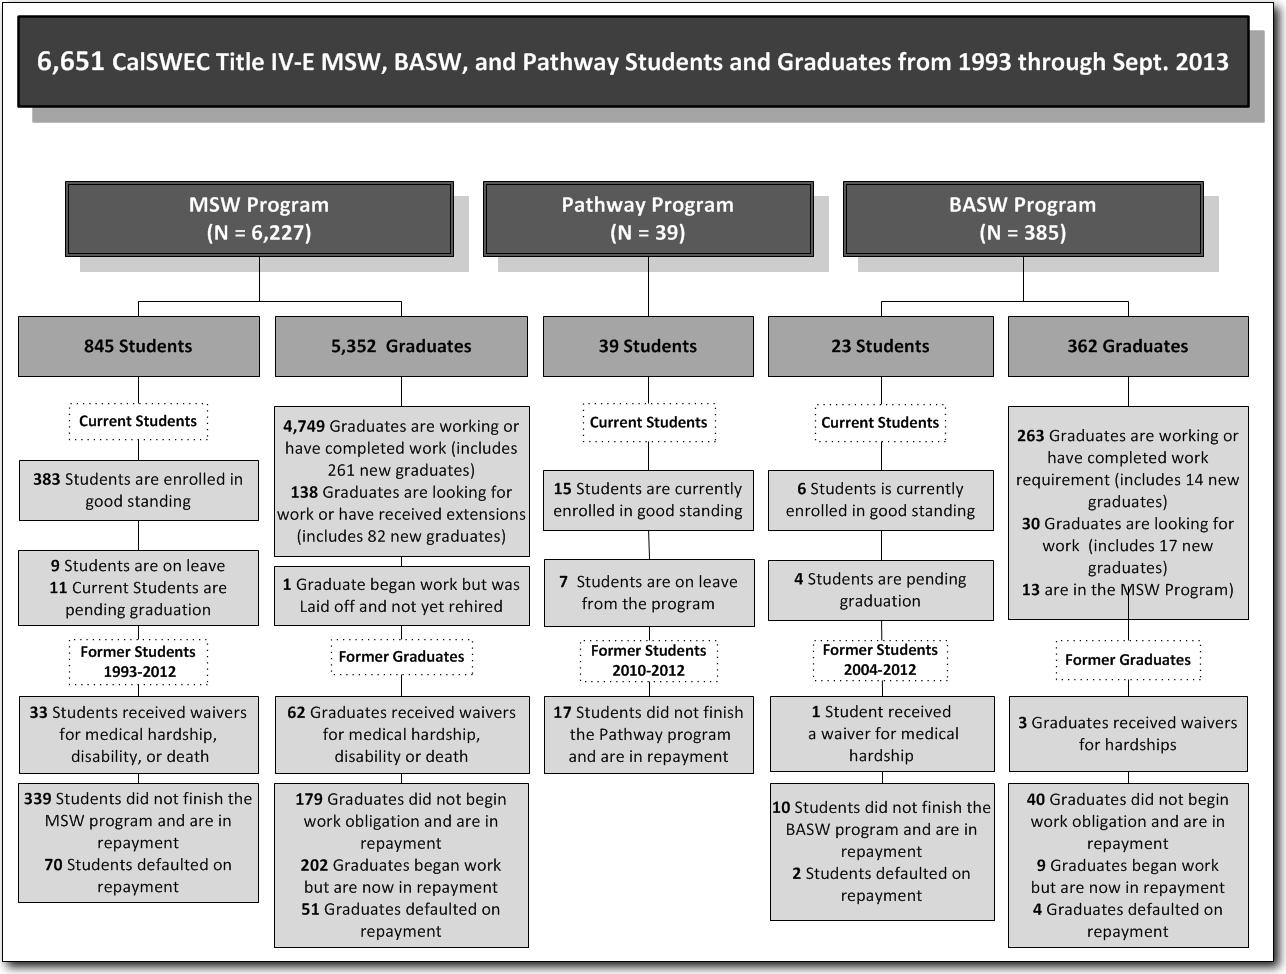 6,651 CalSWEC Title IV-E MSW, BASW, and Pathway Students and Graduates from 1993 through Sept. 2013
MSW Program
(N = 6,227)
Pathway Program
(N = 39)
BASW Program
(N = 385)
845 Students
5,352 Graduates
39 Students
23 Students
362 Graduates
Current Students
383 Students are enrolled in
good standing
9 Students are on leave
11 Current Students are
pending graduation
Former Students
1993-2012
33 Students received waivers
for medical hardship,
disability, or death
339 Students did not finish the
MSW program and are in
repayment
70 Students defaulted on
repayment
4,749 Graduates are working or
have completed work (includes
261 new graduates)
138 Graduates are looking for
work or have received extensions
(includes 82 new graduates)
1 Graduate began work but was
Laid off and not yet rehired
Former Graduates
62 Graduates received waivers
for medical hardship,
disability or death
179 Graduates did not begin
work obligation and are in
repayment
202 Graduates began work
but are now in repayment
51 Graduates defaulted on
repayment
Current Students
15 Students are currently
enrolled in good standing
7 Students are on leave
from the program
Former Students
2010-2012
17 Students did not finish
the Pathway program
and are in repayment
Current Students
6 Students is currently
enrolled in good standing
4 Students are pending
graduation
Former Students
2004-2012
1 Student received
a waiver for medical
hardship
10 Students did not finish the
BASW program and are in
repayment
2 Students defaulted on
repayment
263 Graduates are working or
have completed work
requirement (includes 14 new
graduates)
30 Graduates are looking for
work (includes 17 new
graduates)
13 are in the MSW Program)
Former Graduates
3 Graduates received waivers
for hardships
40 Graduates did not begin
work obligation and are in
repayment
9 Graduates began work
but are now in repayment
4 Graduates defaulted on
repayment